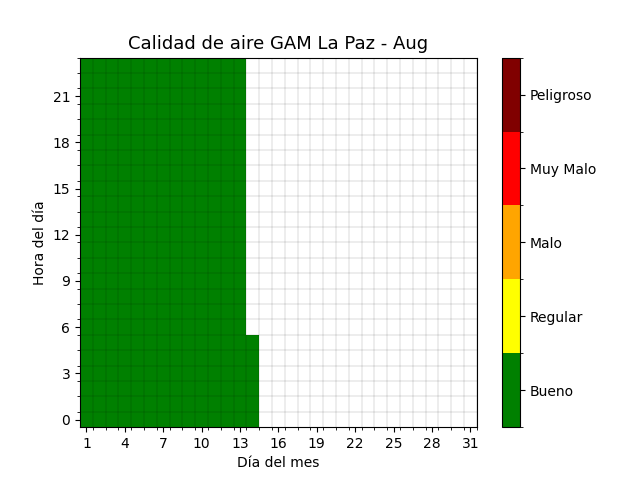 Calidad de aire GAM La Paz - Aug
Hora del día
21
18
15
12
9
6
3
0
1 4 7 10 13 16 19 22 25 28 31
Día del mes
Peligroso
Muy Malo
Malo
Regular
Bueno